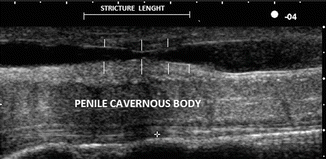 STRICTURE LENGHT
-04
PENILE CAVERNOUS BODY